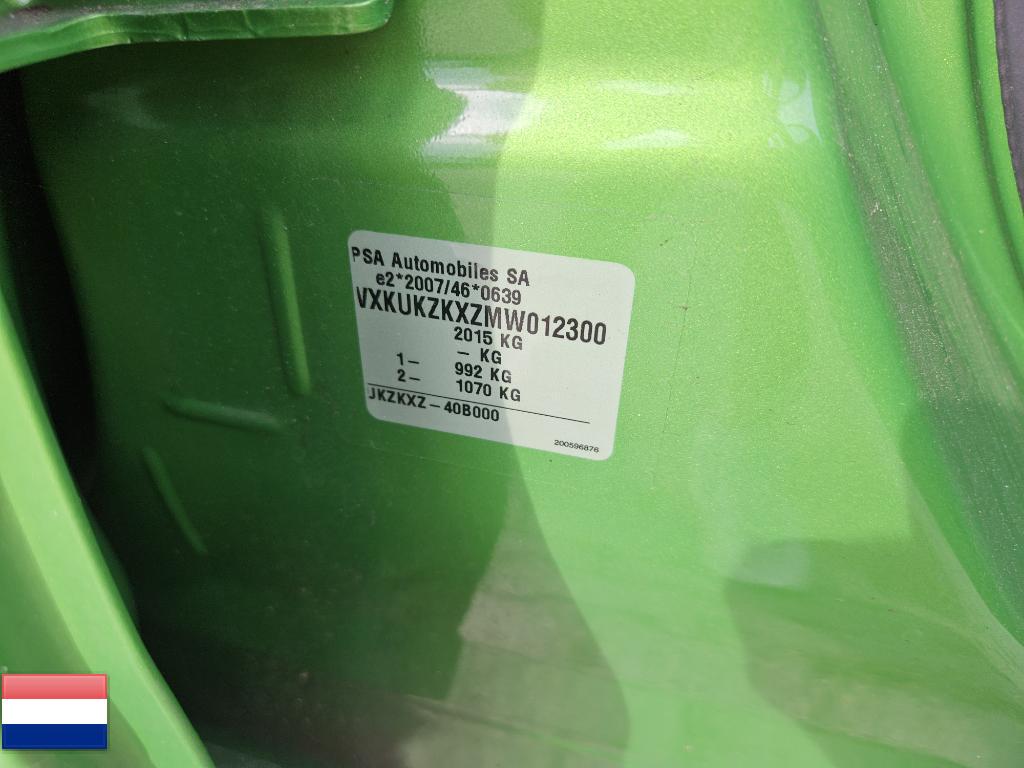 PSA Automobiles SA
e2*2007/46*0639
VXKUKZKXZMW012300
2015 KG
– KG
1– 992 KG
2– 1070 KG
UKZKXZ – 40B000
200596876